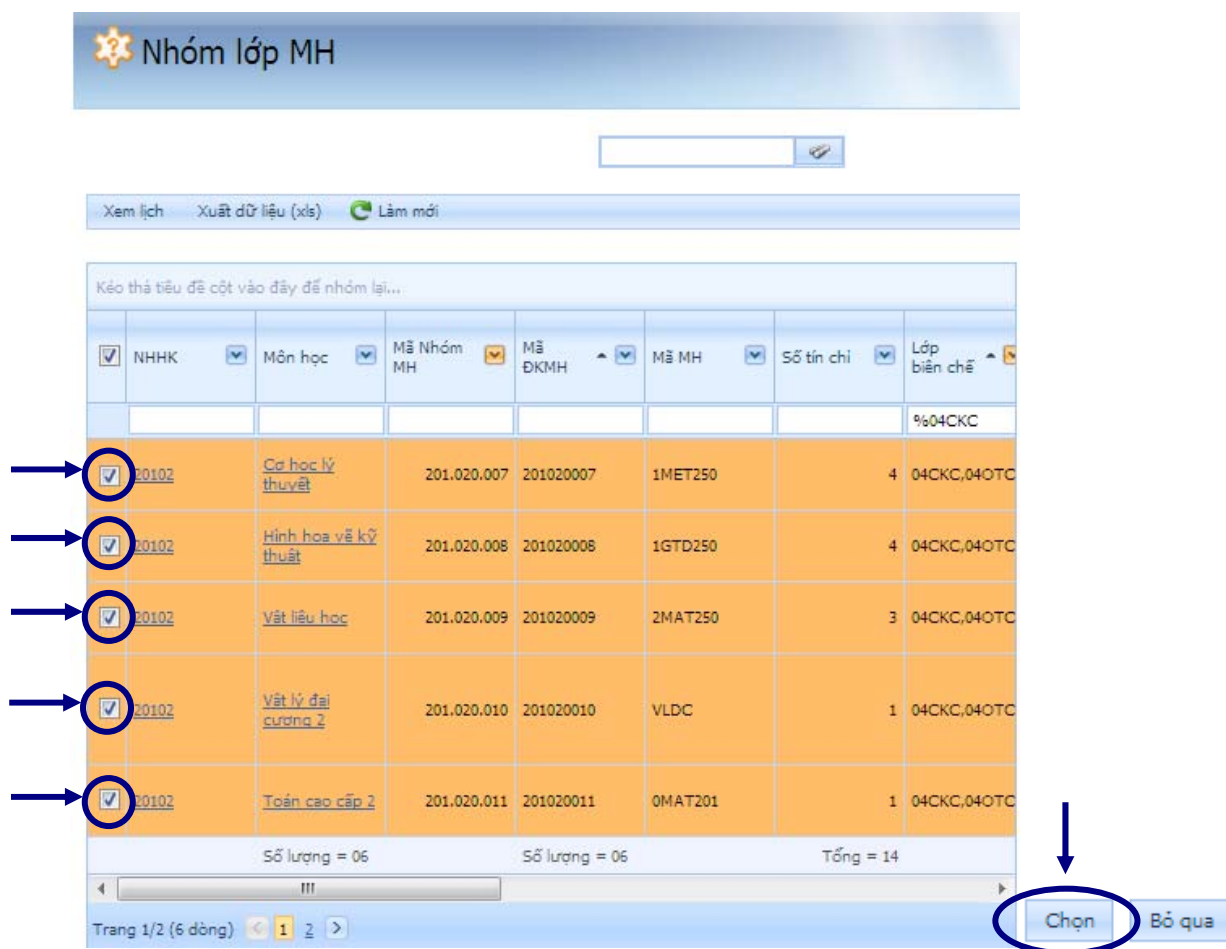 Nhóm lớp MH
Xem lịch Xuất dữ liệu (xls) Làm mới
Kéo thả tiêu đề cột vào đây để nhóm lại...
NHHK Môn học Mã Nhóm MH Mã ĐKMH Mã MH Số tín chỉ Lớp biên chế
%04CKC
20102 Cơ học lý thuyết 201.020.007 201020007 1MET250 4 04CKC,04OTC
20102 Hình họa vẽ kỹ thuật 201.020.008 201020008 1GTD250 4 04CKC,04OTC
20102 Vật liệu học 201.020.009 201020009 2MAT250 3 04CKC,04OTC
20102 Vật lý đại cương 2 201.020.010 201020010 VLDC 1 04CKC,04OTC
20102 Toán cao cấp 2 201.020.011 201020011 0MAT201 1 04CKC,04OTC
Số lượng = 06 Số lượng = 06 Tổng = 14
Trang 1/2 (6 dòng) 1 2
Chọn Bỏ qua